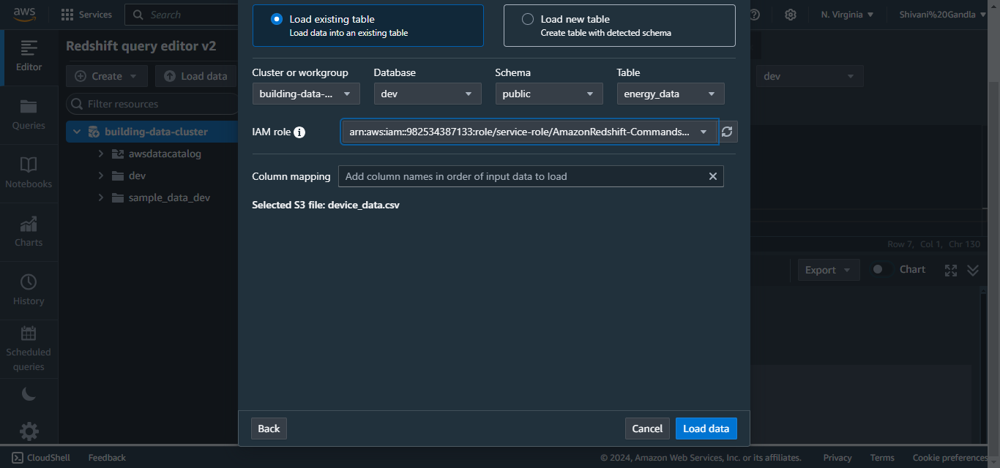 aws
Services
Search
N. Virginia
Shivani%20Gandla
Editor
Queries
Notebooks
Charts
History
Scheduled
queries
Redshift query editor v2
Create
Load data
Filter resources
building-data-cluster
awsdatacatalog
dev
sample_data_dev
Load existing table
Load data into an existing table
Load new table
Create table with detected schema
Cluster or workgroup Database Schema Table
building-data-... dev public energy_data
IAM role
arn:aws:iam::982534387133:role/service-role/AmazonRedshift-Commands...
Column mapping Add column names in order of input data to load
Selected S3 file: device_data.csv
Back Cancel Load data
dev
Row 7, Col 1, Chr 130
Export Chart
CloudShell Feedback © 2024, Amazon Web Services, Inc. or its affiliates. Privacy Terms Cookie preferences